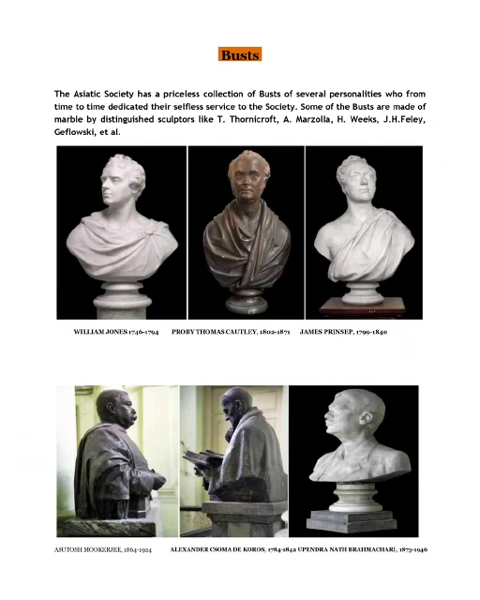 Busts
The Asiatic Society has a priceless collection of Busts of several personalities who from
time to time dedicated their selfless service to the Society. Some of the Busts are made of
marble by distinguished sculptors like T. Thornicroft, A. Marzolla, H. Weeks, J.H.Feley,
Geflowski, et al.
WILLIAM JONES 1746-1794 PROBY THOMAS CAUTLEY, 1802-1871 JAMES PRINSEP, 1799-1840
ASUTOSH MOOKERJEE, 1864-1924 ALEXANDER CSOMA DE KOROS, 1784-1842 UPENDRA NATH BRAHMACHARI, 1873-1946